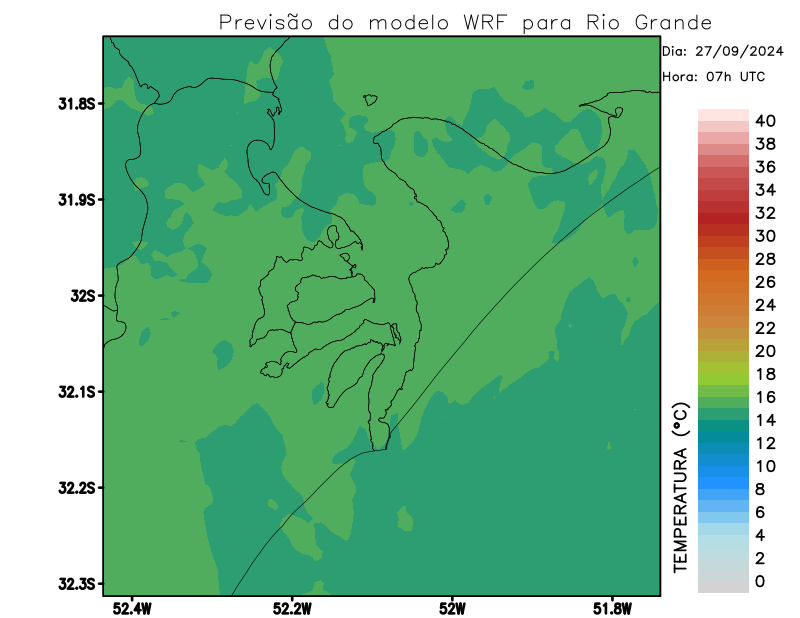 Previsão do modelo WRF para Rio Grande
Dia: 27/09/2024
Hora: 07h UTC
31.8S
31.9S
32S
32.1S
32.2S
32.3S
52.4W
52.2W
52W
51.8W
TEMPERATURA (°C)
40
38
36
34
32
30
28
26
24
22
20
18
16
14
12
10
8
6
4
2
0